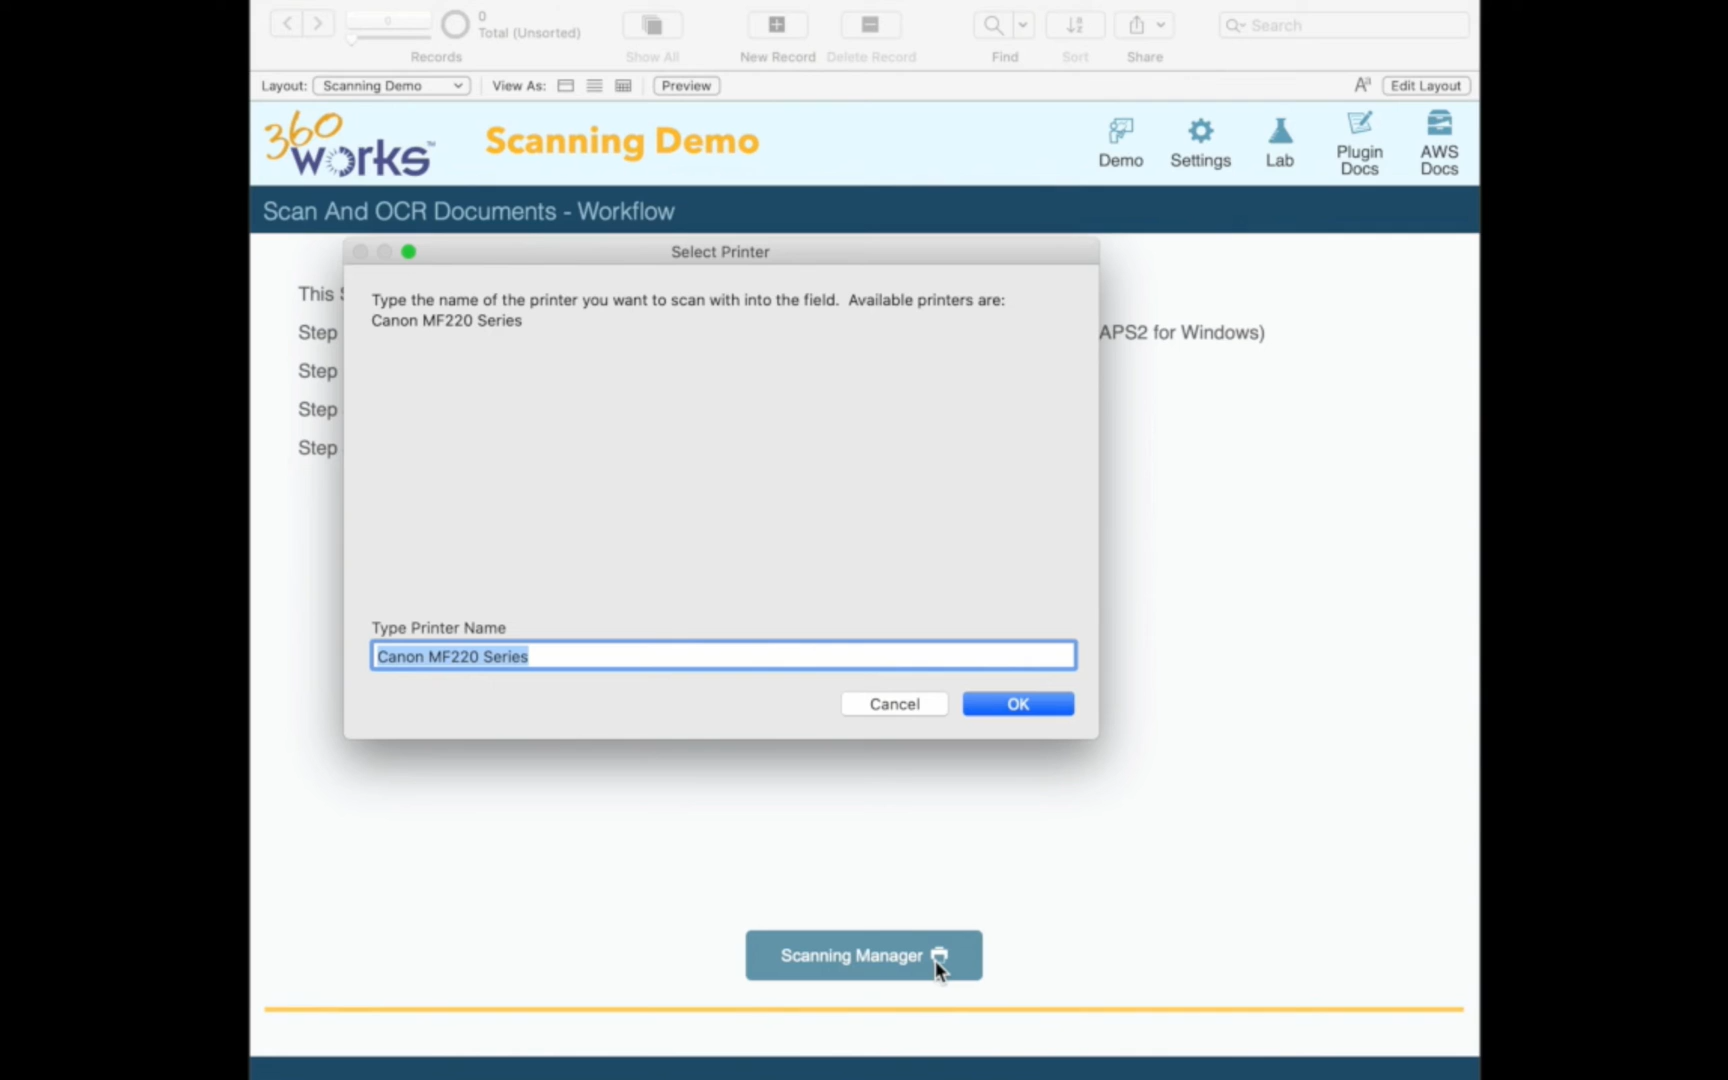 0
0
Total (Unsorted)
Records
Show All
New Record
Delete Record
Find
Sort
Share
Search
Layout: Scanning Demo
View As:
Preview
Aa
Edit Layout
360
works™
Scanning Demo
Demo
Settings
Lab
Plugin
Docs
AWS
Docs
Scan And OCR Documents - Workflow
Select Printer
This
Type the name of the printer you want to scan with into the field. Available printers are:
Canon MF220 Series
Step
APS2 for Windows)
Step
Step
Step
Type Printer Name
Canon MF220 Series
Cancel
OK
Scanning Manager